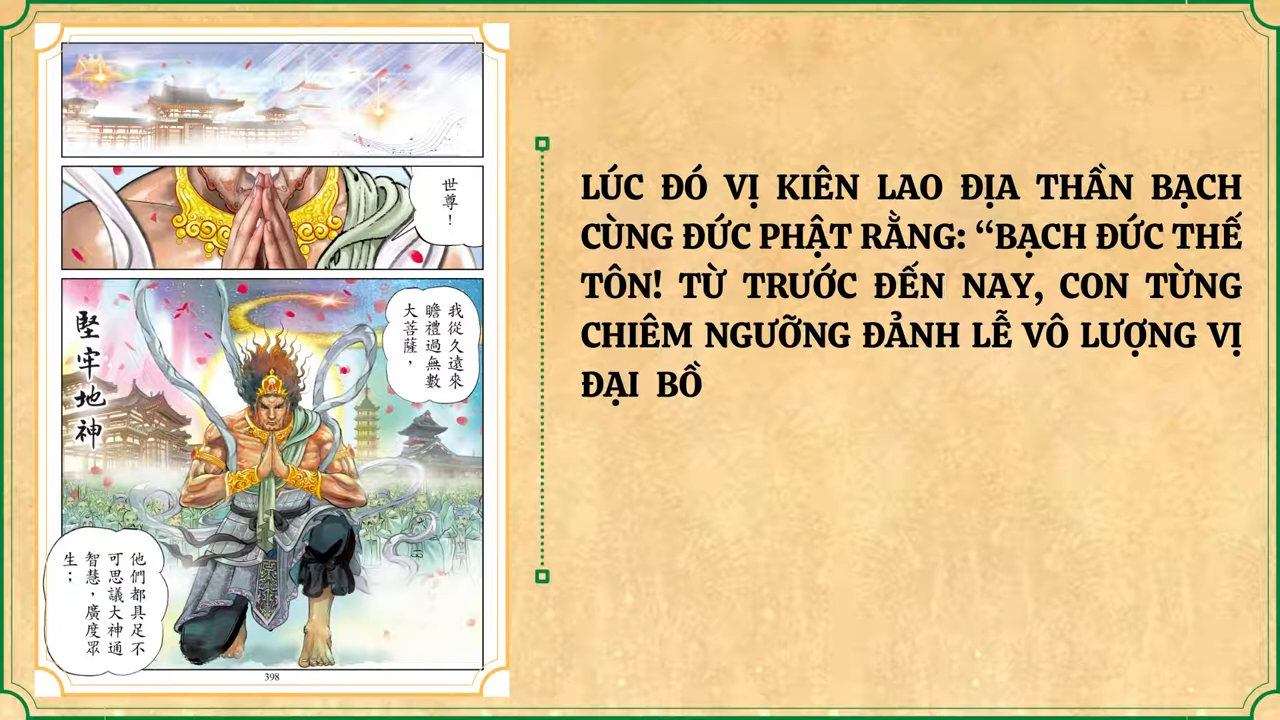 世尊！
我從久遠來
瞻禮過無數
大菩薩，
堅牢地神
他們都具足不
可思議大神通
智慧，廣度眾
生；
398
LÚC ĐÓ VỊ KIÊN LAO ĐỊA THẦN BẠCH
CÙNG ĐỨC PHẬT RẰNG: “BẠCH ĐỨC THẾ
TÔN! TỪ TRƯỚC ĐẾN NAY, CON TỪNG
CHIÊM NGƯỠNG ĐẢNH LỄ VÔ LƯỢNG VỊ
ĐẠI BỒ